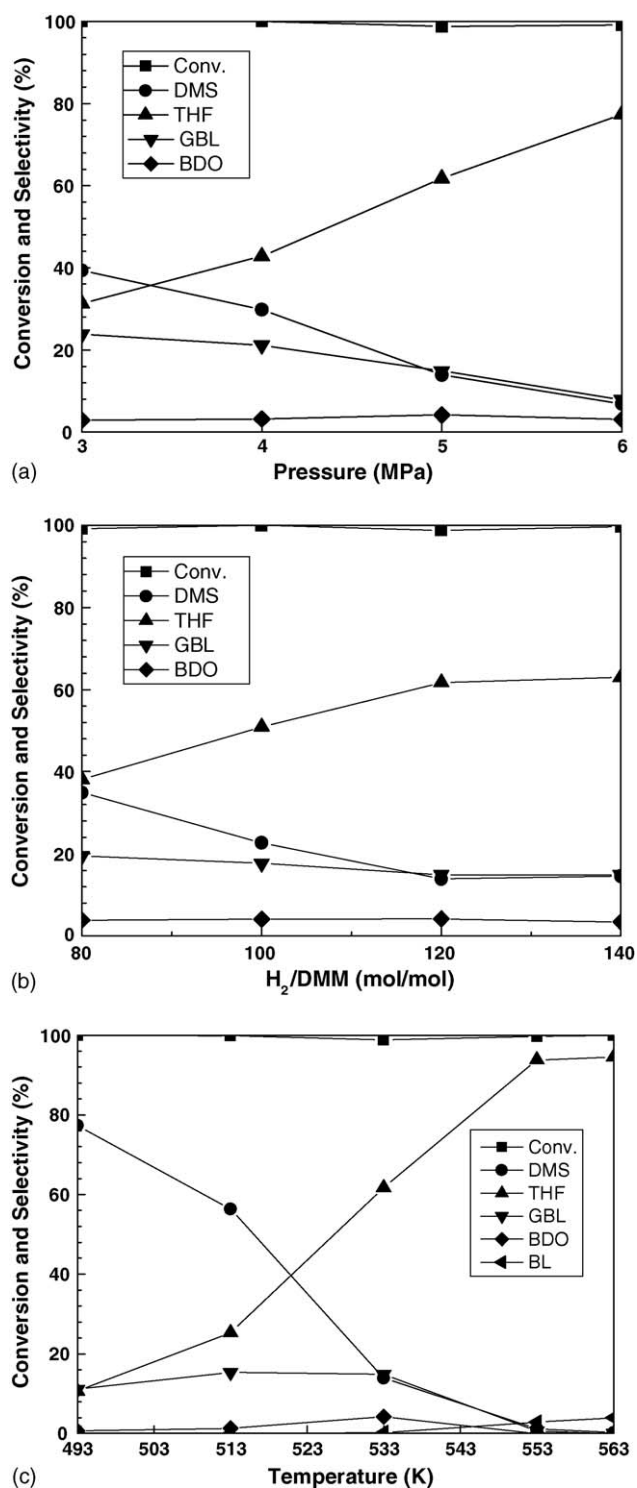 100
80
60
40
20
0
Conversion and Selectivity (%)
Conv.
DMS
THF
GBL
BDO
3 4 5 6
Pressure (MPa)
(a)
100
80
60
40
20
0
Conversion and Selectivity (%)
Conv.
DMS
THF
GBL
BDO
80 100 120 140
H₂/DMM (mol/mol)
(b)
100
80
60
40
20
0
Conversion and Selectivity (%)
Conv.
DMS
THF
GBL
BDO
BL
493 503 513 523 533 543 553 563
Temperature (K)
(c)